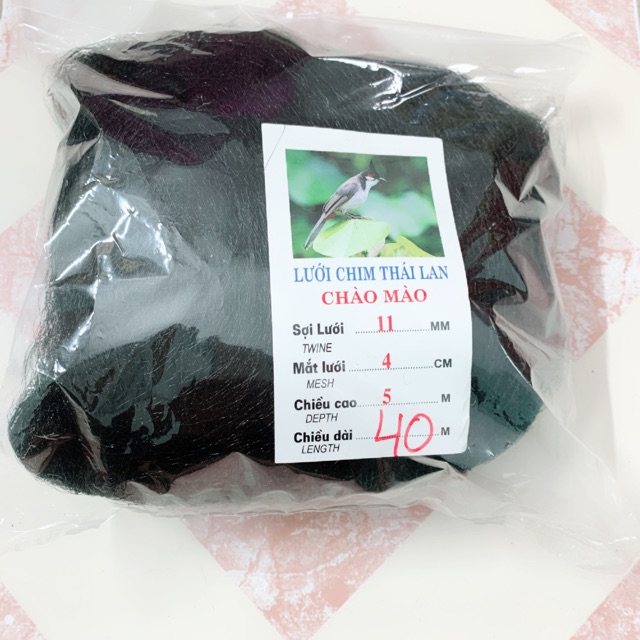 LƯỚI CHIM THÁI LAN
CHÀO MÀO
Sợi Lưới ........ 11 ........ MM
TWINE
Mắt lưới ........ 4 ........ CM
MESH
Chiều cao ........ 5 ........ M
DEPTH
Chiều dài ........ 40 ........ M
LENGTH